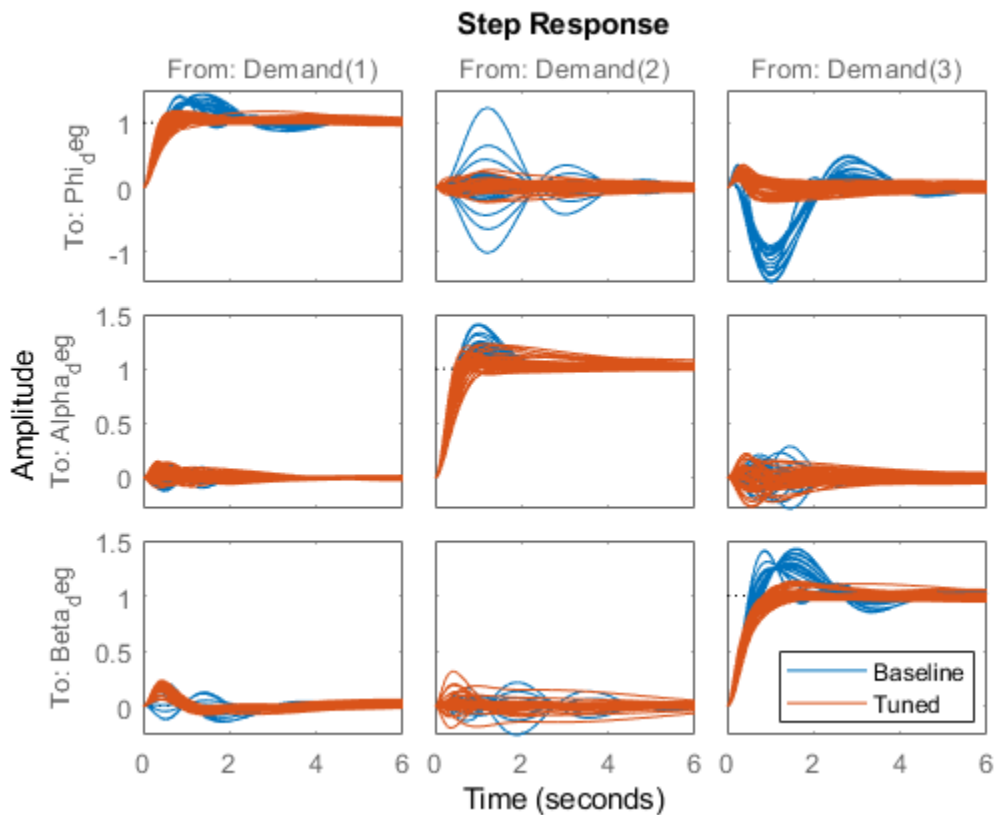 Step Response
From: Demand(1)
From: Demand(2)
From: Demand(3)
Amplitude
To: Phi_deg
1
0
-1
To: Alpha_deg
1.5
1
0.5
0
To: Beta_deg
1.5
1
0.5
0
Baseline
Tuned
0 2 4 6
0 2 4 6
0 2 4 6
Time (seconds)